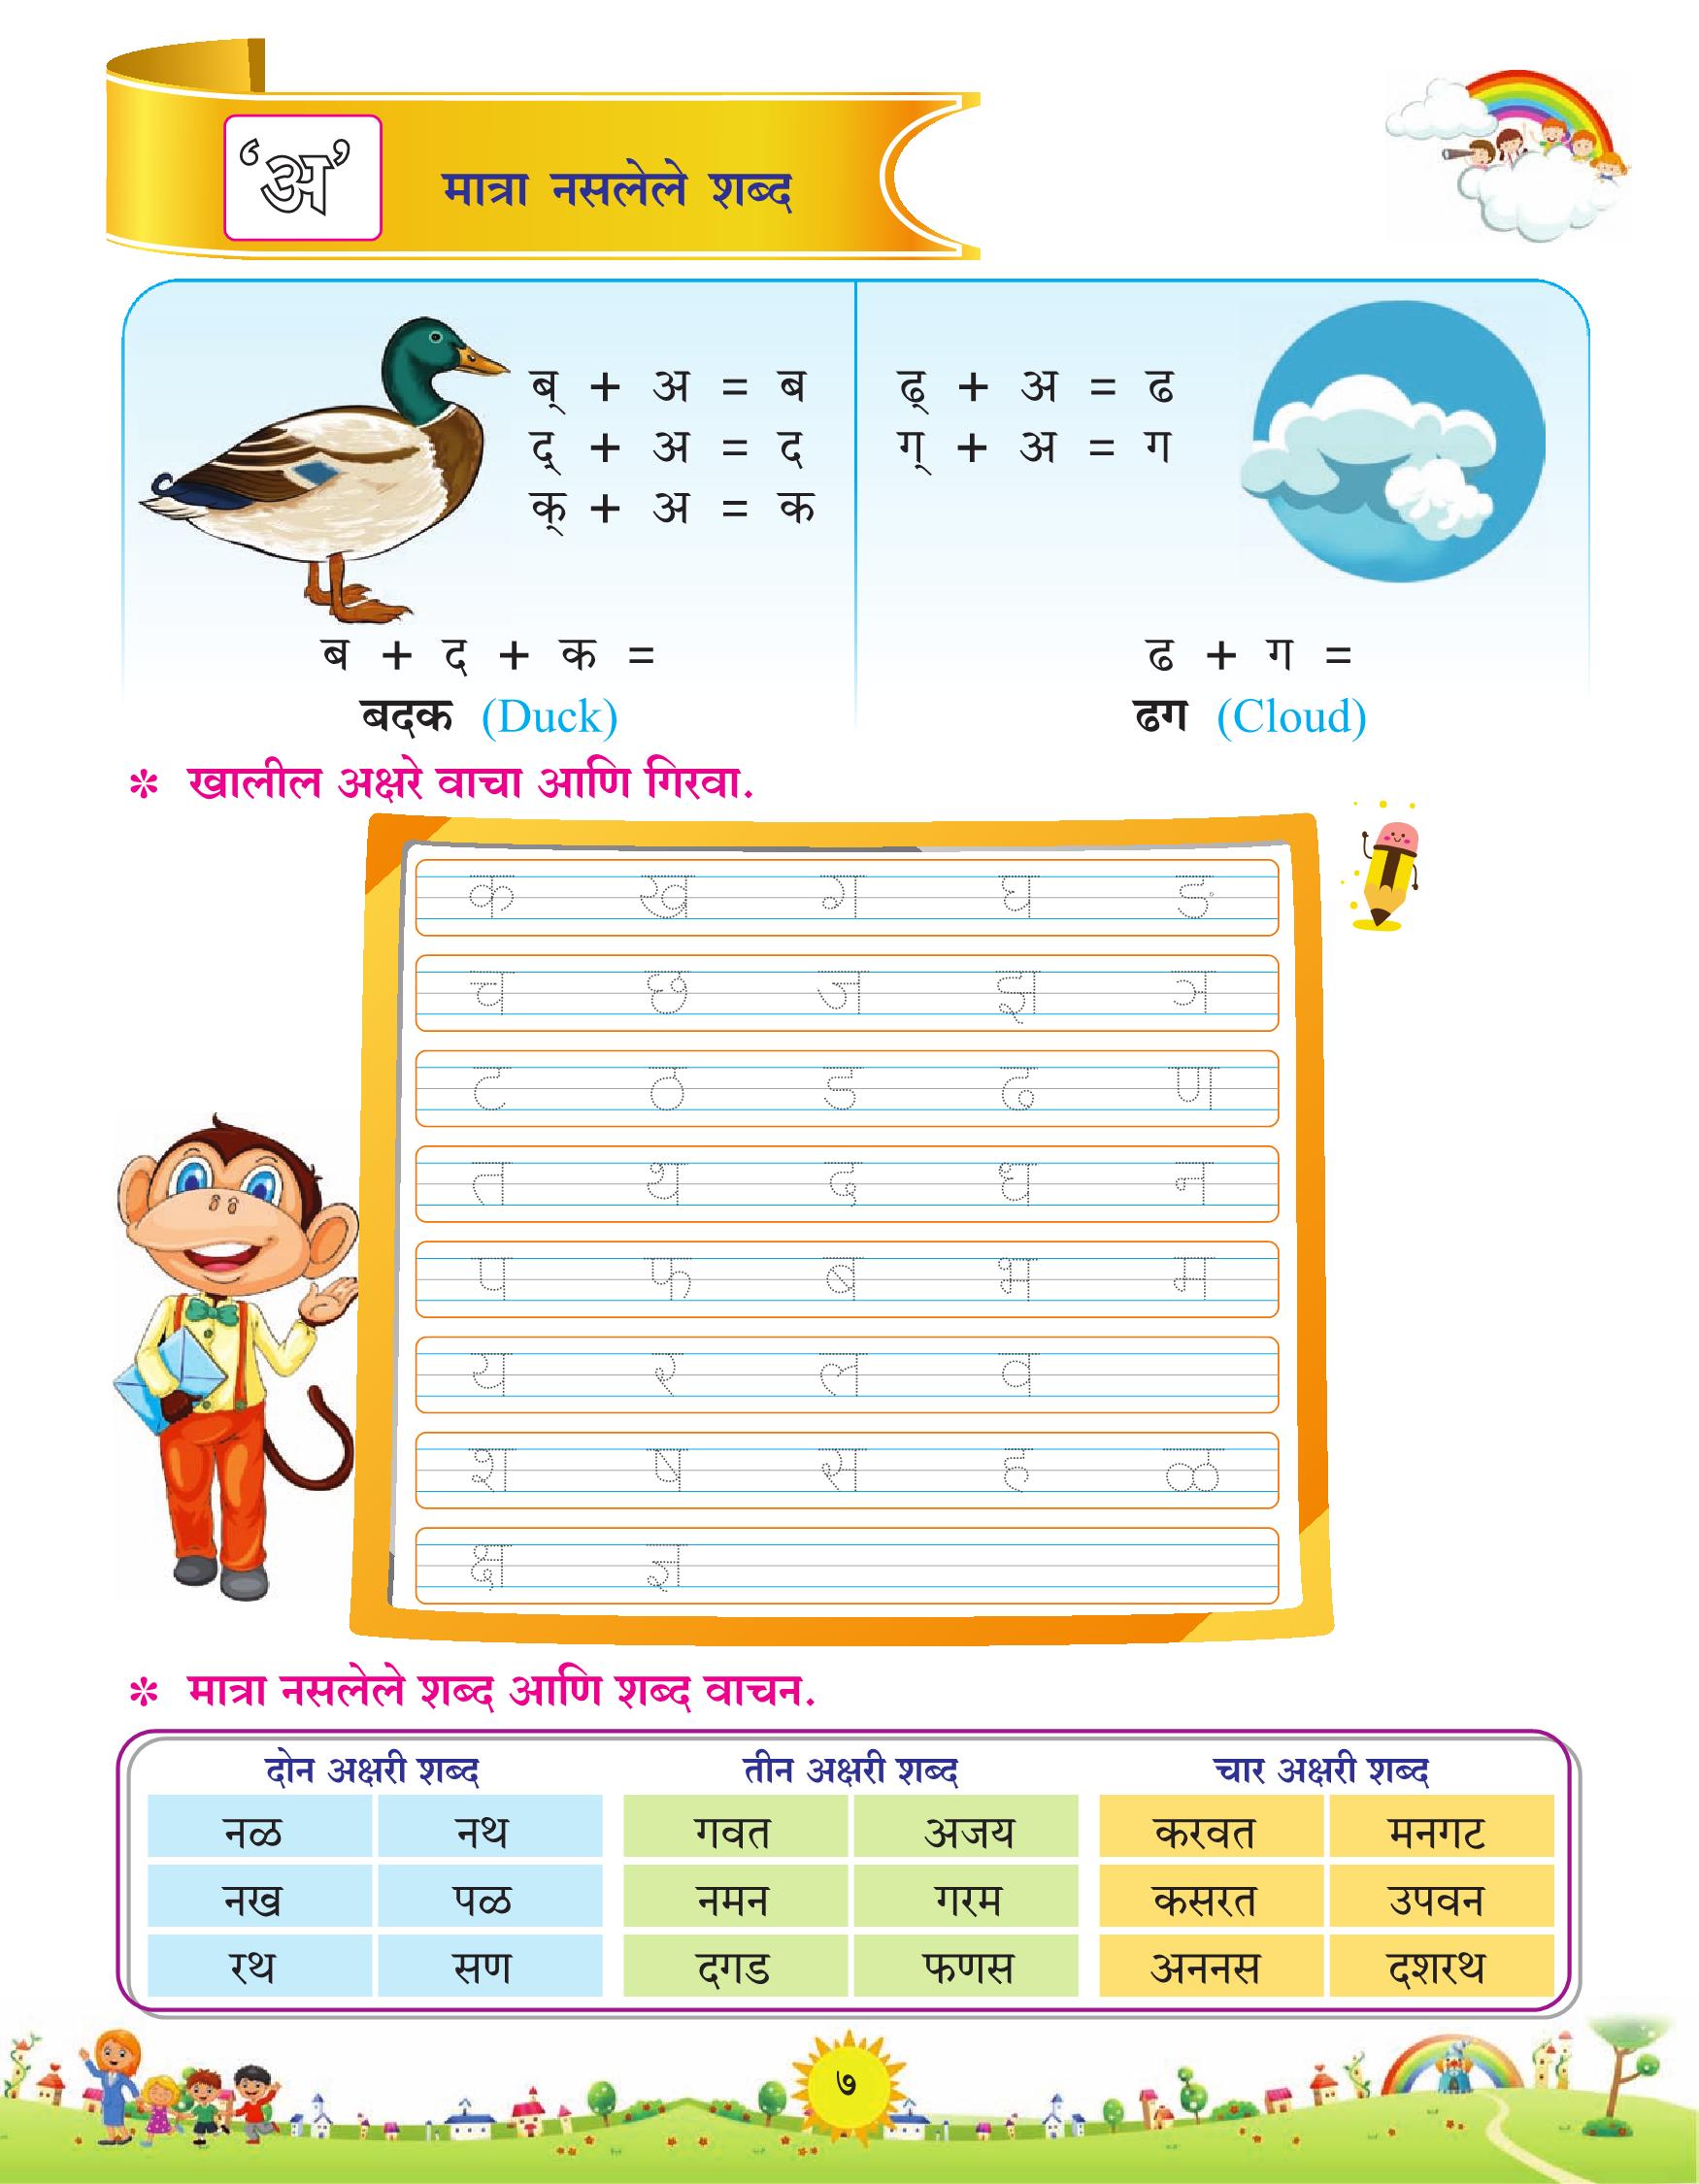 ‘अ’ मात्रा नसलेले शब्द
ब् + अ = ब
द् + अ = द
क् + अ = क
ब + द + क =
बदक (Duck)
ढ् + अ = ढ
ग् + अ = ग
ढ + ग =
ढग (Cloud)
* खालील अक्षरे वाचा आणि गिरवा.
क ख ग घ ङ
च छ ज झ ञ
ट ठ ड ढ ण
त थ द ध न
प फ ब भ म
य र ल व
श ष स ह ळ
क्ष ज्ञ
* मात्रा नसलेले शब्द आणि शब्द वाचन.
दोन अक्षरी शब्द तीन अक्षरी शब्द चार अक्षरी शब्द
नळ नथ गवत अजय करवत मनगट
नख पळ नमन गरम कसरत उपवन
रथ सण दगड फणस अननस दशरथ
७